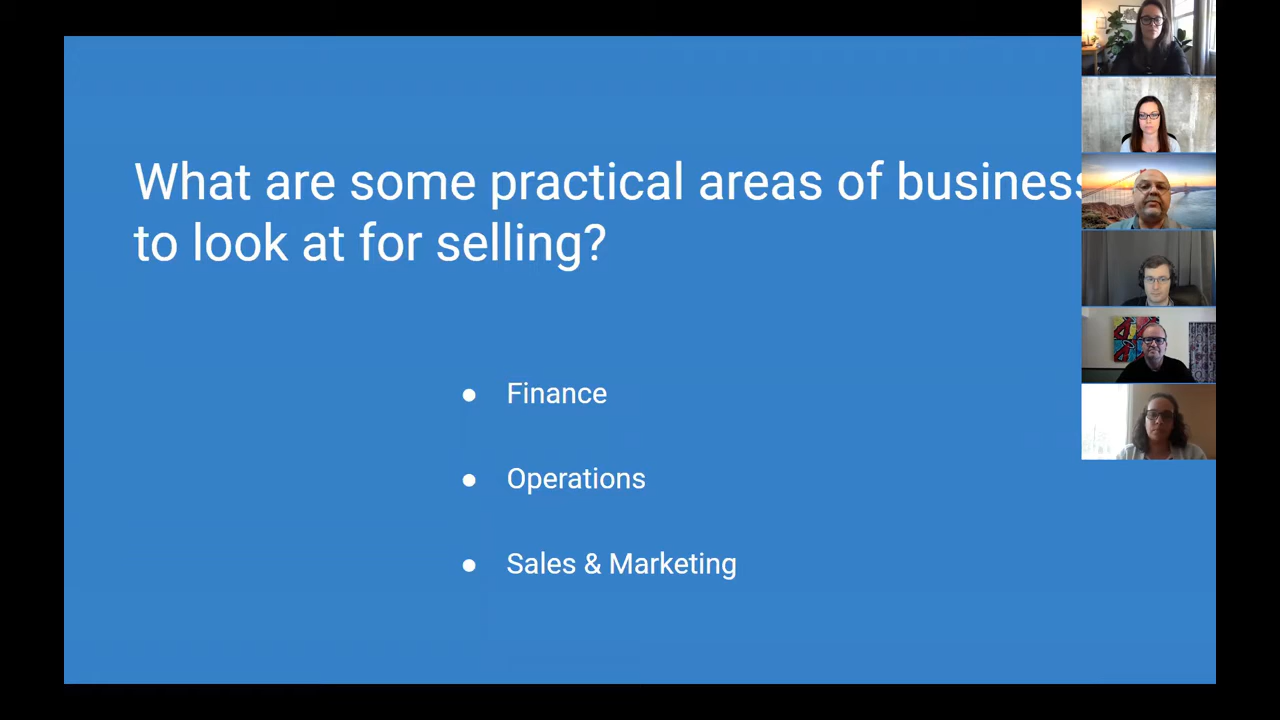 What are some practical areas of business
to look at for selling?
● Finance
● Operations
● Sales & Marketing